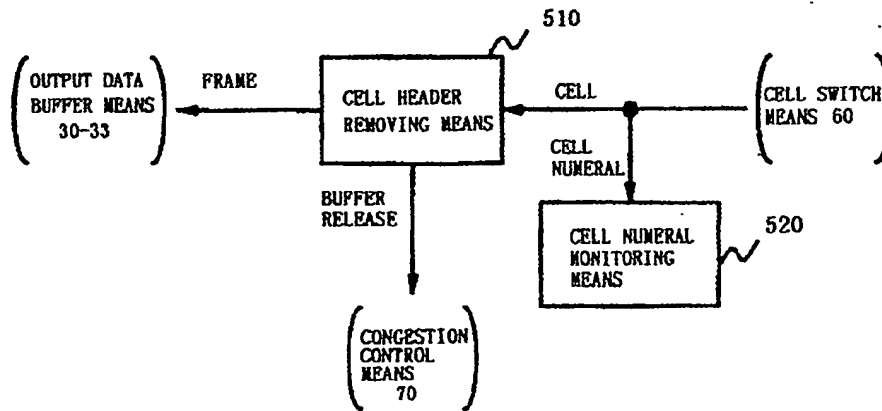 510
OUTPUT DATA
BUFFER MEANS
30-33
FRAME
CELL HEADER
REMOVING MEANS
CELL
CELL SWITCH
MEANS 60
CELL
NUMERAL
BUFFER
RELEASE
520
CELL NUMERAL
MONITORING
MEANS
CONGESTION
CONTROL
MEANS
70